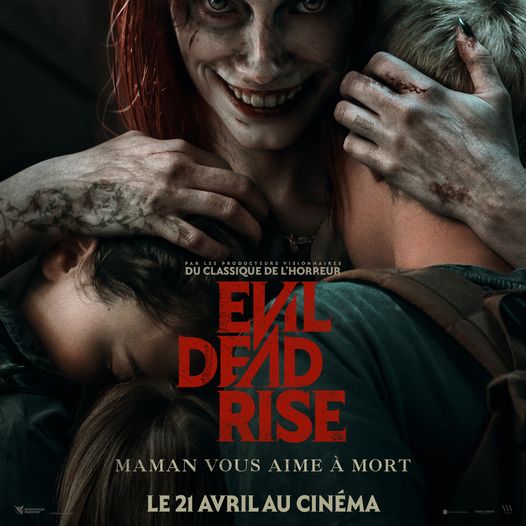 PAR LES PRODUCTEURS VISIONNAIRES
DU CLASSIQUE DE L'HORREUR
EVIL
DEAD
RISE
MAMAN VOUS AIME À MORT
LE 21 AVRIL AU CINÉMA
METROPOLITAN